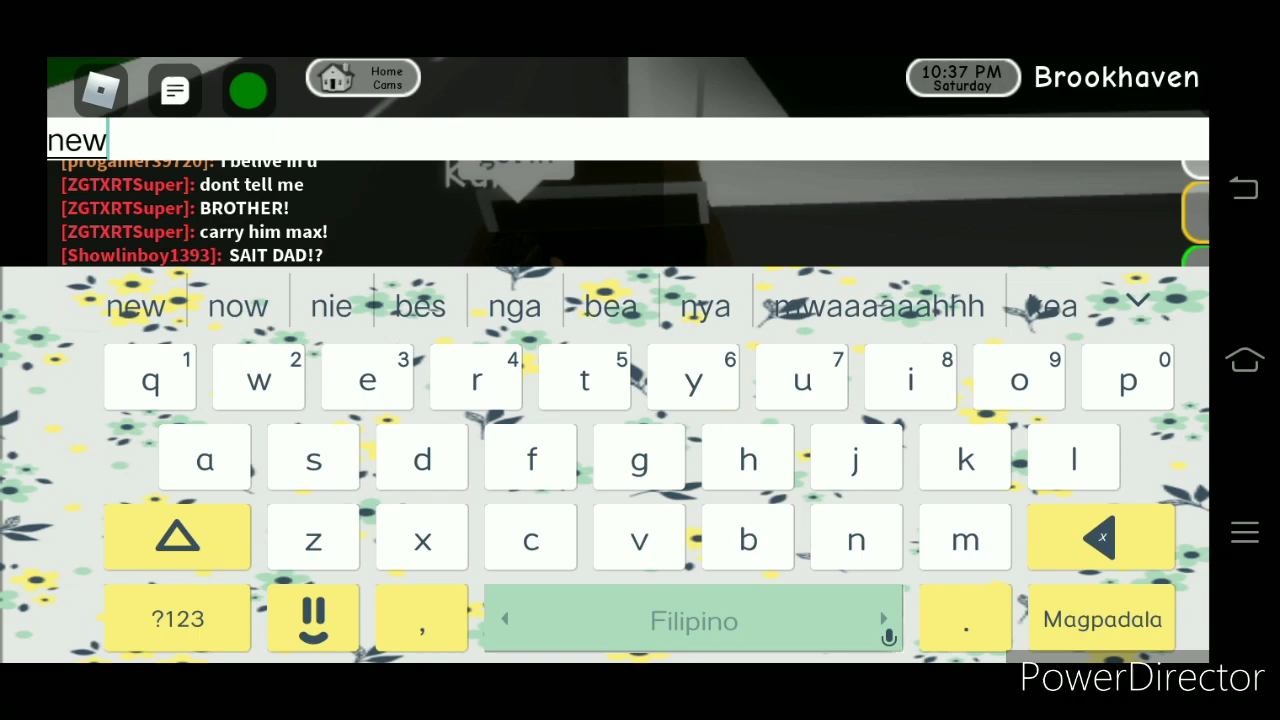 Home
Cams
10:37 PM
Saturday
Brookhaven
new
[progamer39720]: i belive in u
[ZGTXRTSuper]: dont tell me
[ZGTXRTSuper]: BROTHER!
[ZGTXRTSuper]: carry him max!
[Showlinboy1393]: SAIT DAD!?
new now nie bes nga bea nya mwaaaaaahhh kea
q 1 w 2 e 3 r 4 t 5 y 6 u 7 i 8 o 9 p 0
a s d f g h j k l
z x c v b n m x
?123 , Filipino . Magpadala
PowerDirector